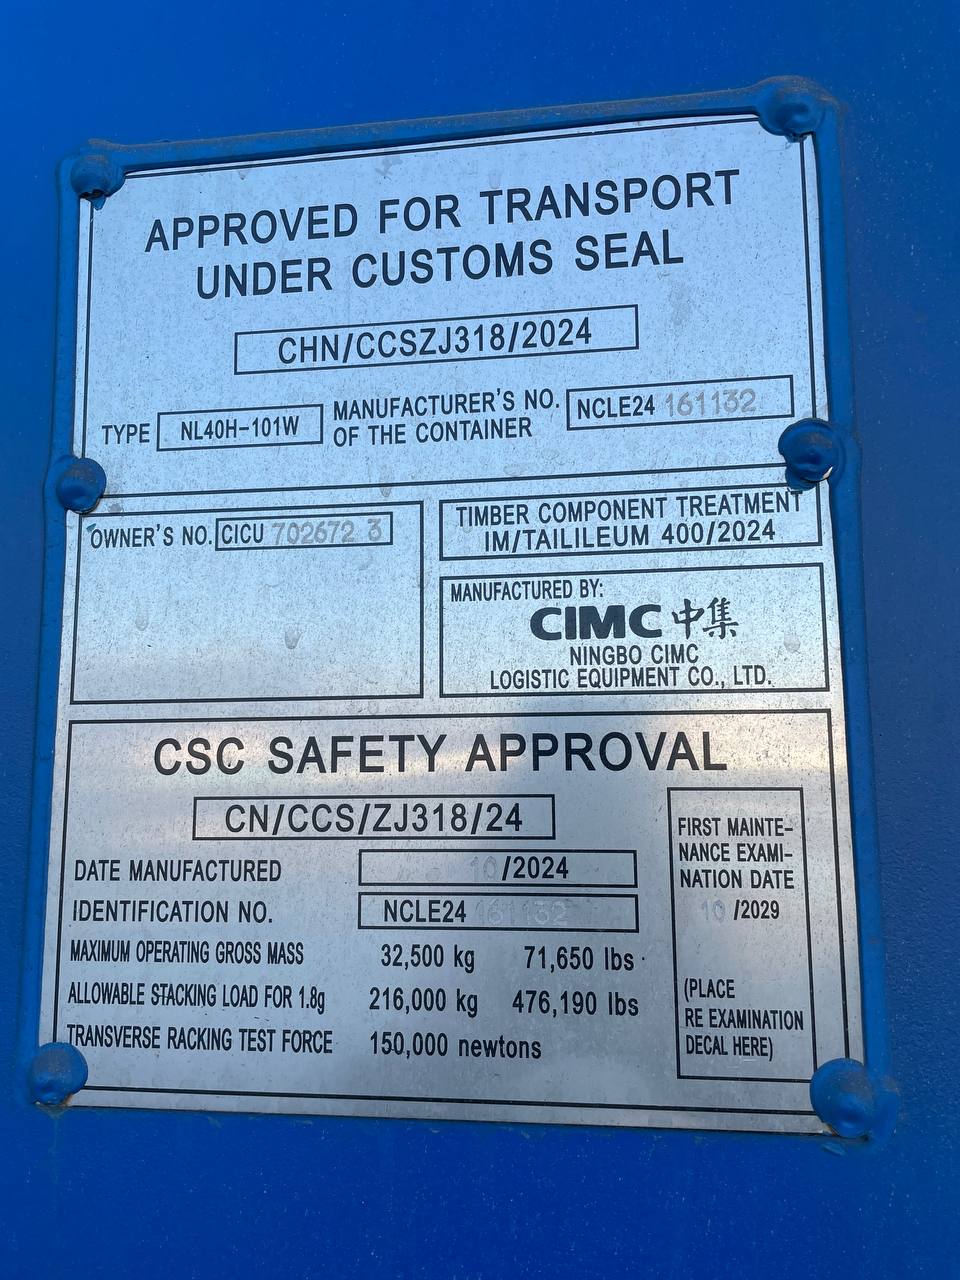 APPROVED FOR TRANSPORT
UNDER CUSTOMS SEAL
CHN/CCSZJ318/2024
TYPE NL40H-101W MANUFACTURER'S NO. OF THE CONTAINER NCLE24 161132
OWNER'S NO. CICU 702672 3
TIMBER COMPONENT TREATMENT
IM/TAILILEUM 400/2024
MANUFACTURED BY:
CIMC 中集
NINGBO CIMC
LOGISTIC EQUIPMENT CO., LTD.
CSC SAFETY APPROVAL
CN/CCS/ZJ318/24
DATE MANUFACTURED 10/2024
IDENTIFICATION NO. NCLE24 161132
MAXIMUM OPERATING GROSS MASS 32,500 kg 71,650 lbs
ALLOWABLE STACKING LOAD FOR 1.8g 216,000 kg 476,190 lbs
TRANSVERSE RACKING TEST FORCE 150,000 newtons
FIRST MAINTE-
NANCE EXAMI-
NATION DATE
10 /2029
(PLACE
RE EXAMINATION
DECAL HERE)